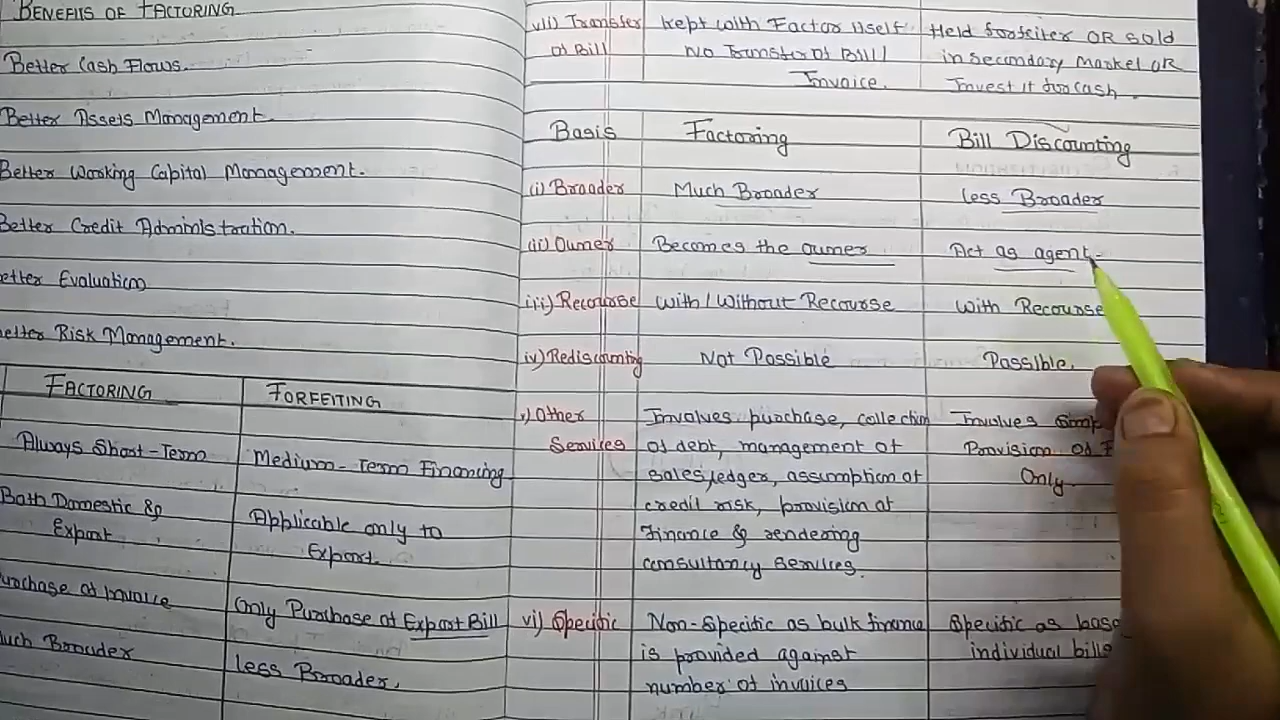 BENEFITS OF FACTORING
Better Cash Flows.
Better Assets Management.
Better Working Capital Management.
Better Credit Administration.
etter Evaluation
etter Risk Management.
FACTORING FORFEITING
Always Short-Term Medium-Term Financing
Both Domestic & Applicable only to
Export Export.
urchase of Invoice Only Purchase of Export Bill
uch Broader less Broader.
vii) Transfer kept with Factor itself Held forfeiter OR sold
of Bill No Transfer of Bill/ in secondary market OR
Invoice. Invest it for cash.
Basis Factoring Bill Discounting
(i) Broader Much Broader less Broader
(ii) Owner Becomes the owner Act as agent.
iii) Recourse With/Without Recourse With Recourse
iv) Rediscounting Not Possible Possible.
v) Other Involves purchase, collection Involves Simp
Services of debt, management of Provision of F
sales ledger, assumption of Only.
credit risk, provision of
Finance & rendering
consultancy services.
vi) Specific Non-Specific as bulk finance Specific as base
is provided against individual bills
number of invoices